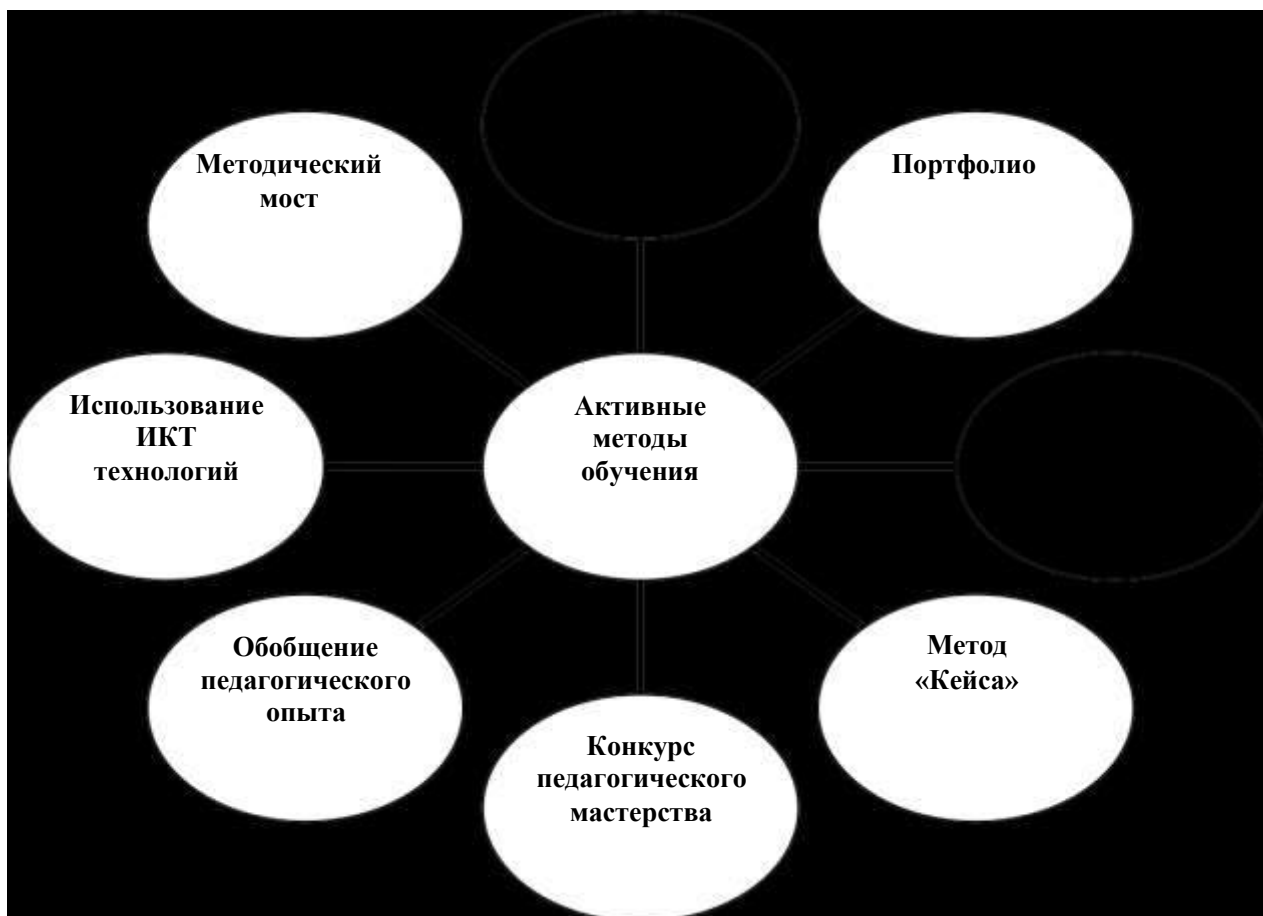 Методический
мост
Портфолио
Использование
ИКТ
технологий
Активные
методы
обучения
Обобщение
педагогического
опыта
Метод
«Кейса»
Конкурс
педагогического
мастерства